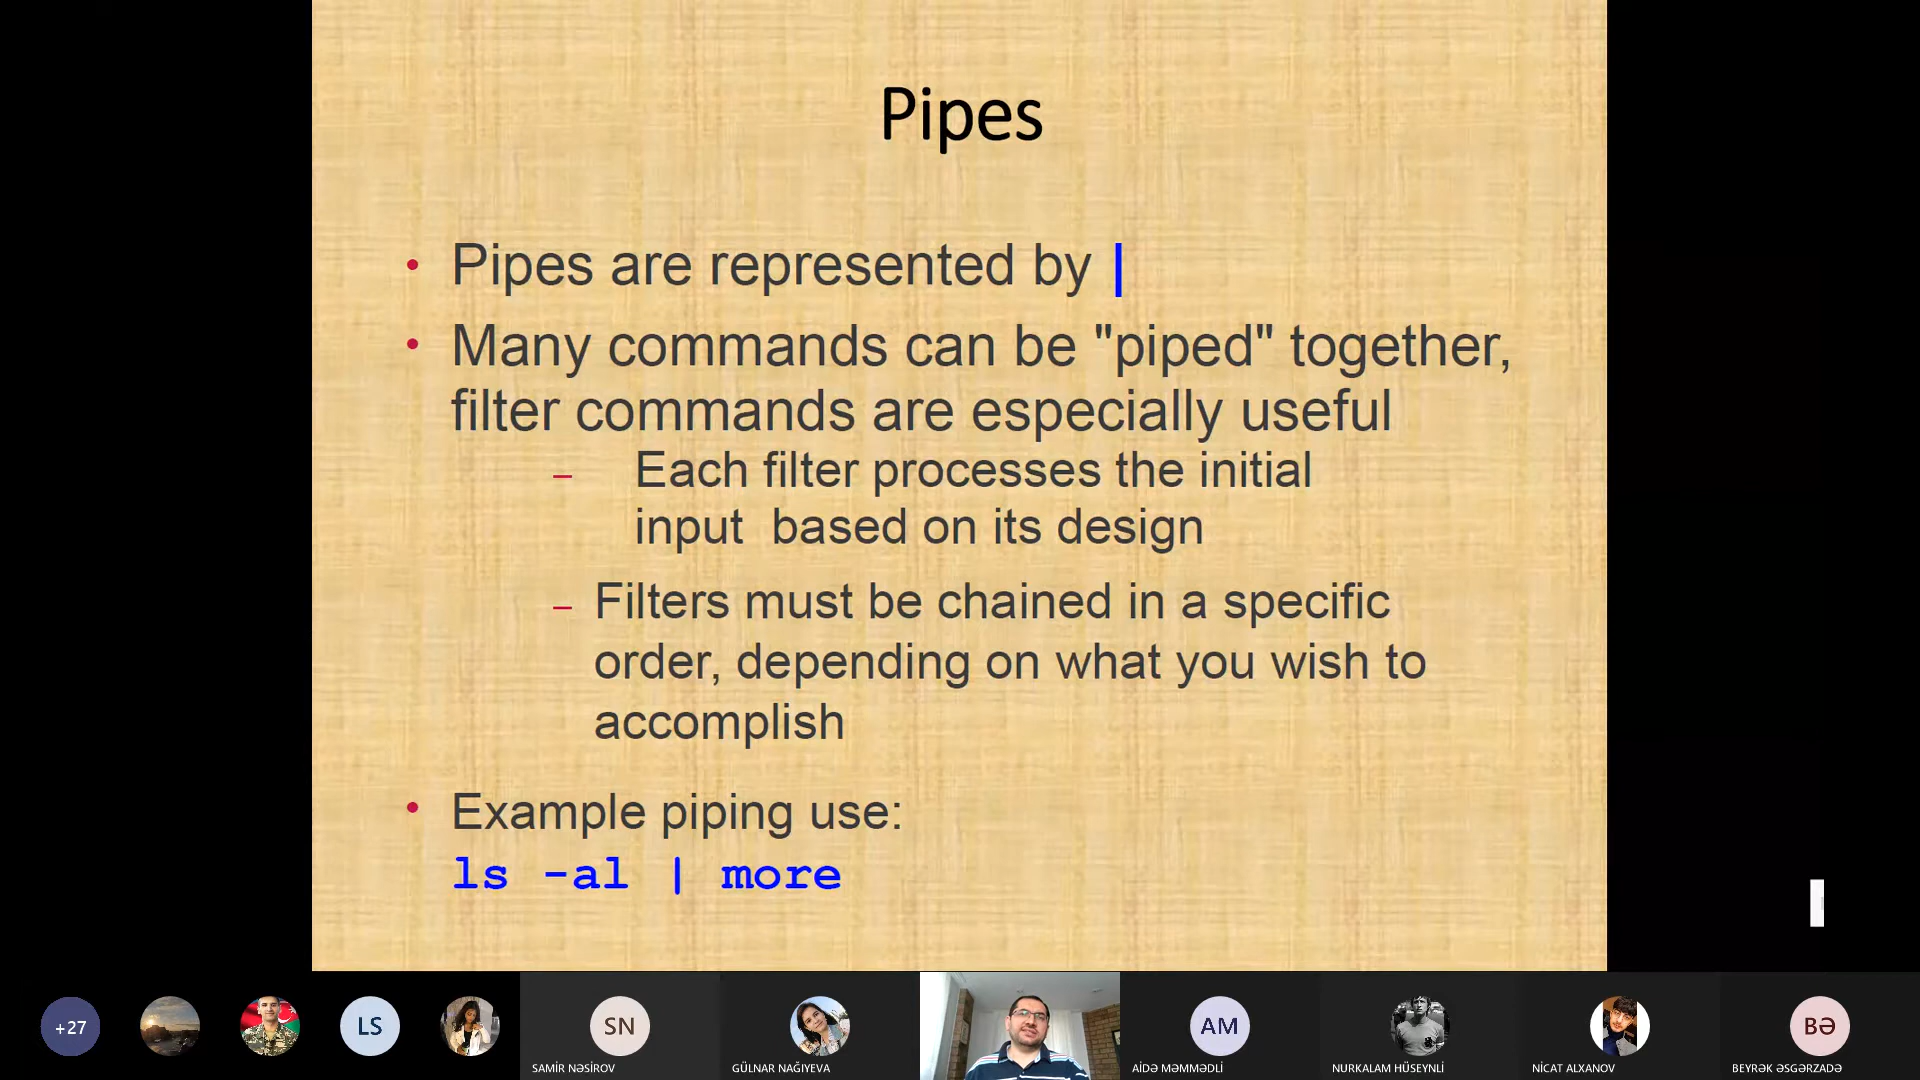 Pipes
• Pipes are represented by |
• Many commands can be "piped" together,
filter commands are especially useful
– Each filter processes the initial
input  based on its design
– Filters must be chained in a specific
order, depending on what you wish to
accomplish
• Example piping use:
ls -al | more
+27
LS
SN
SAMİR NƏSİROV
GÜLNAR NAĞIYEVA
AM
AİDƏ MƏMMƏDLİ
NURKALAM HÜSEYNLİ
NİCAT ALXANOV
BƏ
BEYRƏK ƏSGƏRZADƏ